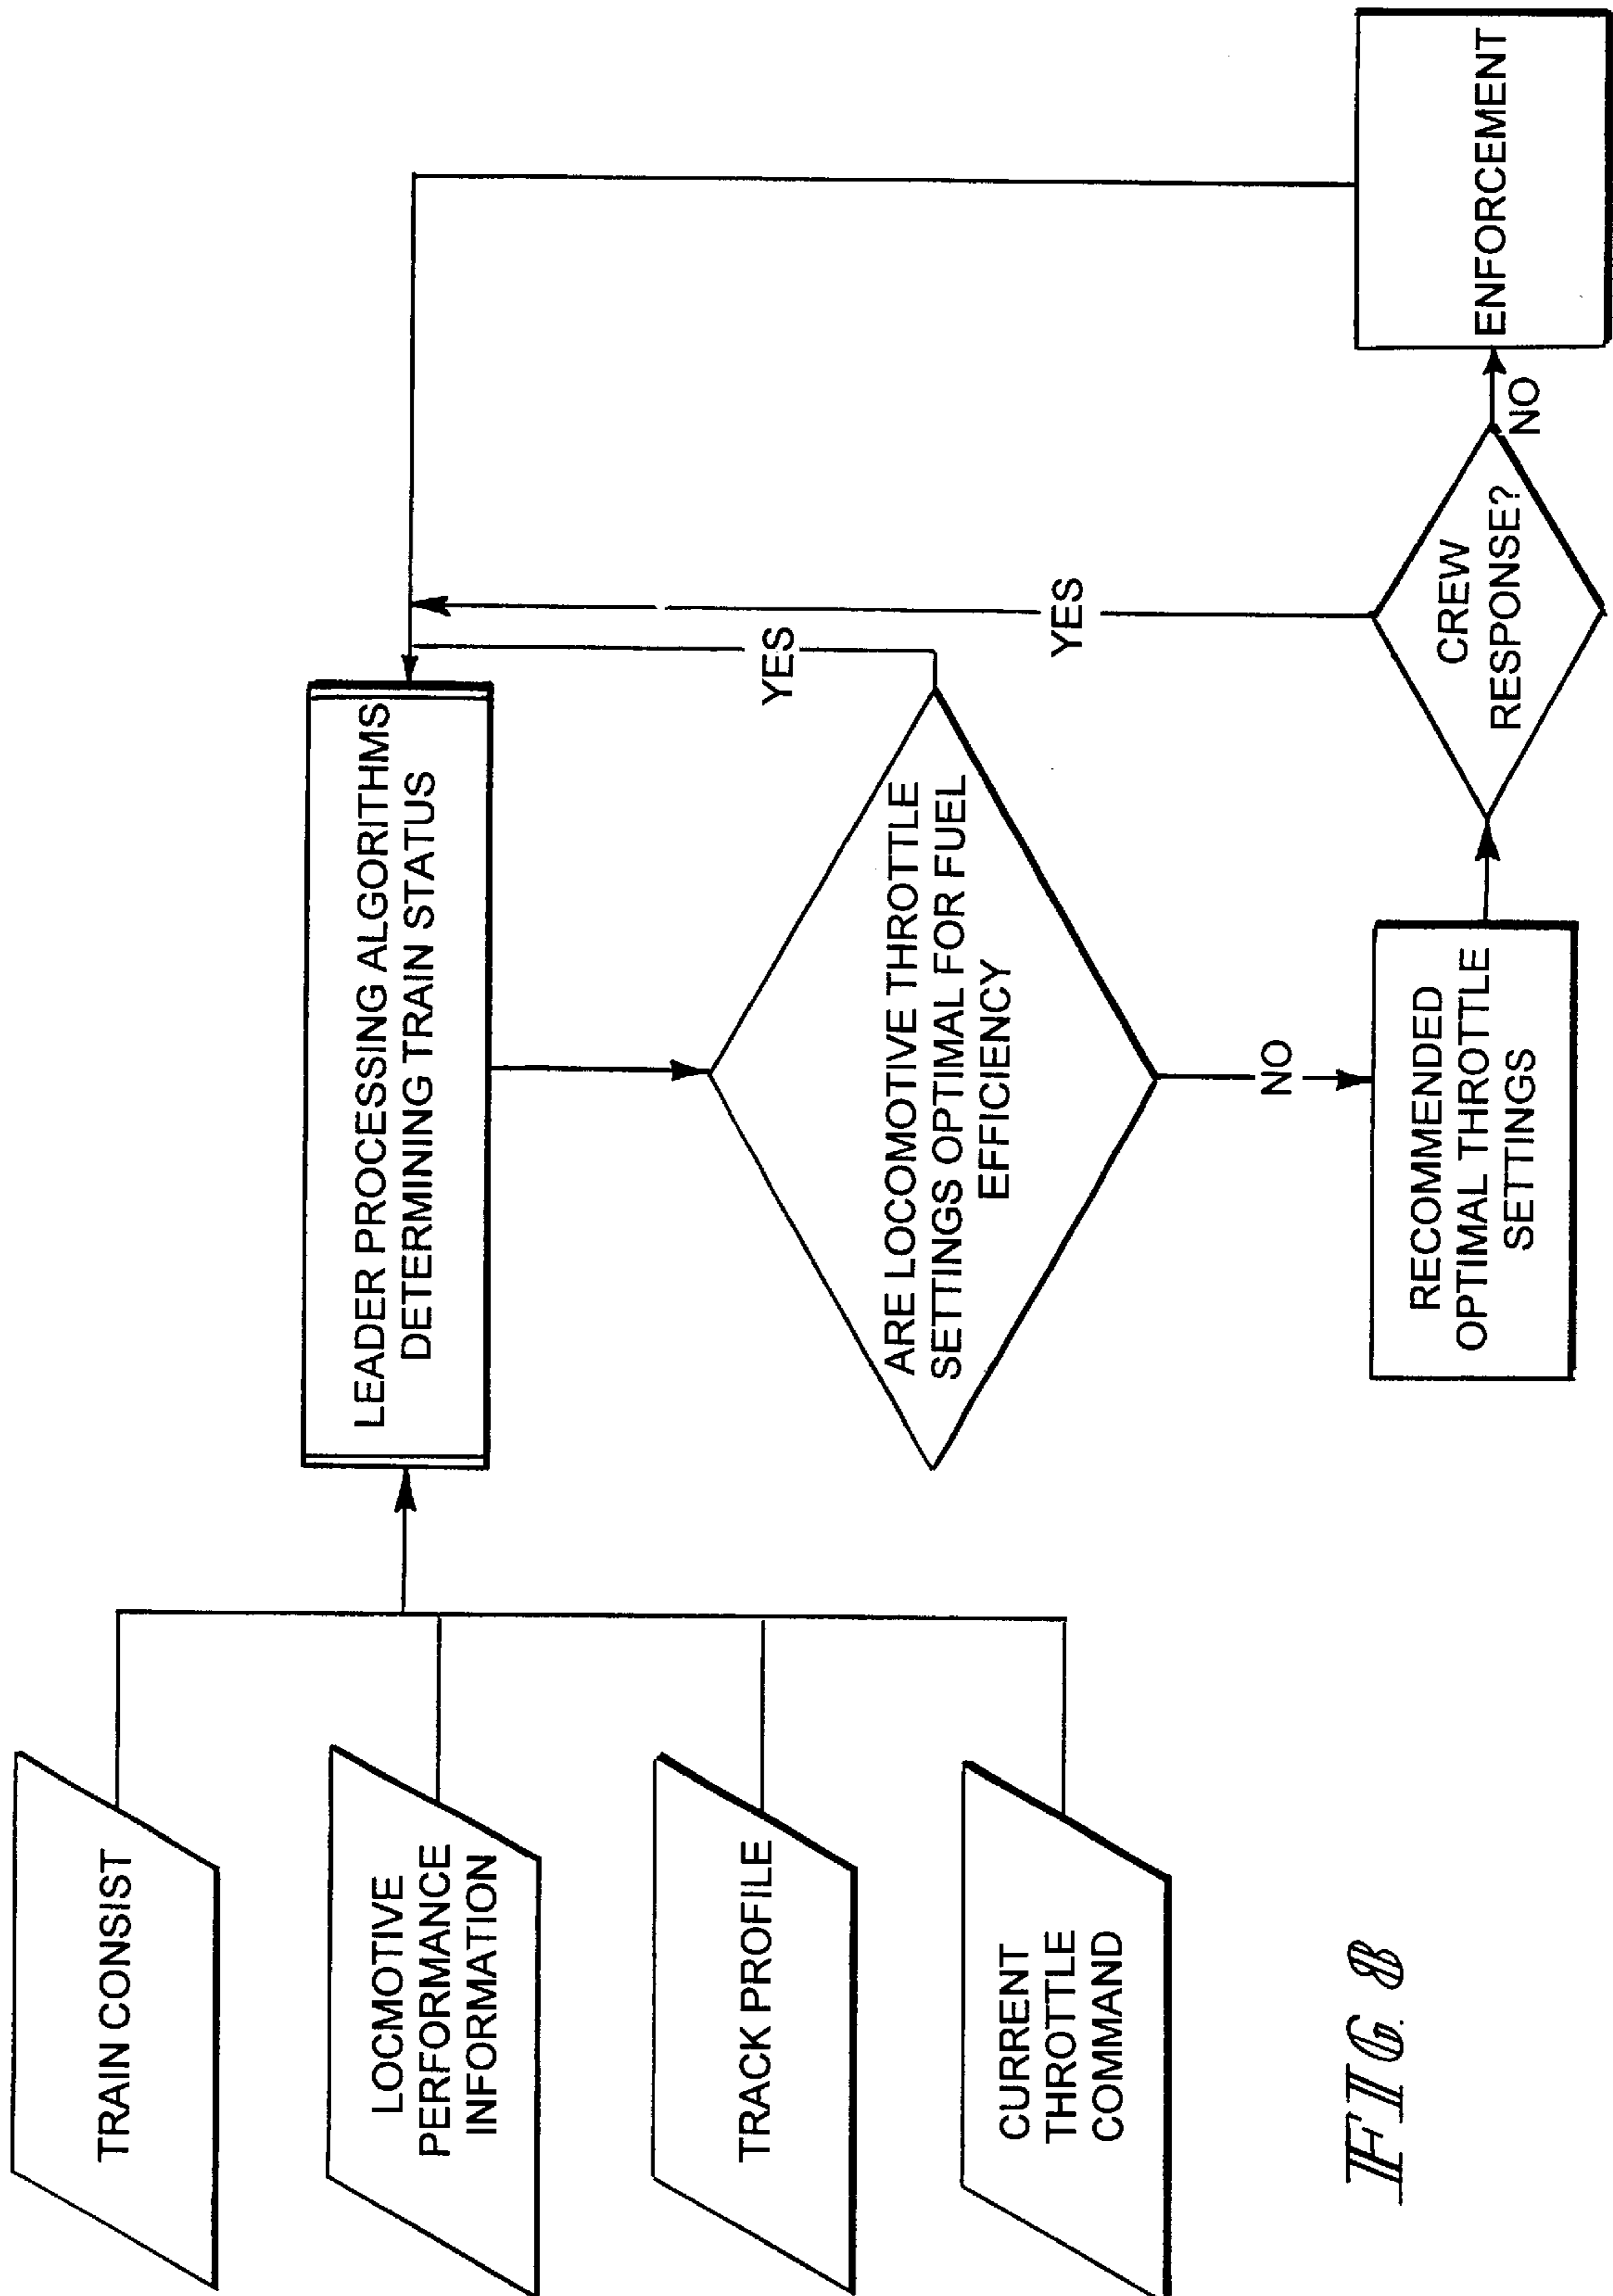 TRAIN CONSIST
LOCMOTIVE
PERFORMANCE
INFORMATION
TRACK PROFILE
CURRENT
THROTTLE
COMMAND
LEADER PROCESSING ALGORITHMS
DETERMINING TRAIN STATUS
ARE LOCOMOTIVE THROTTLE
SETTINGS OPTIMAL FOR FUEL
EFFICIENCY
YES
NO
RECOMMENDED
OPTIMAL THROTTLE
SETTINGS
CREW
RESPONSE?
YES
NO
ENFORCEMENT
FIG. 8